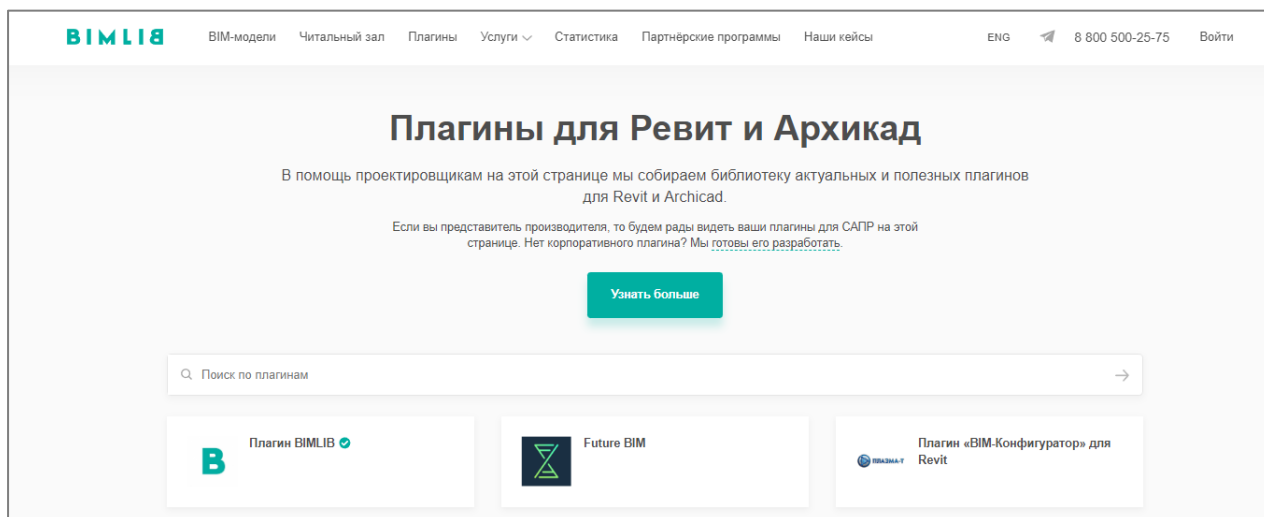 BIMLIB BIM-модели Читальный зал Плагины Услуги Статистика Партнёрские программы Наши кейсы ENG 8 800 500-25-75 Войти
Плагины для Ревит и Архикад
В помощь проектировщикам на этой странице мы собираем библиотеку актуальных и полезных плагинов
для Revit и Archicad.
Если вы представитель производителя, то будем рады видеть ваши плагины для САПР на этой
странице. Нет корпоративного плагина? Мы готовы его разработать.
Узнать больше
Поиск по плагинам
B Плагин BIMLIB
Future BIM
ПЛАЗМА-Т Плагин «BIM-Конфигуратор» для
Revit